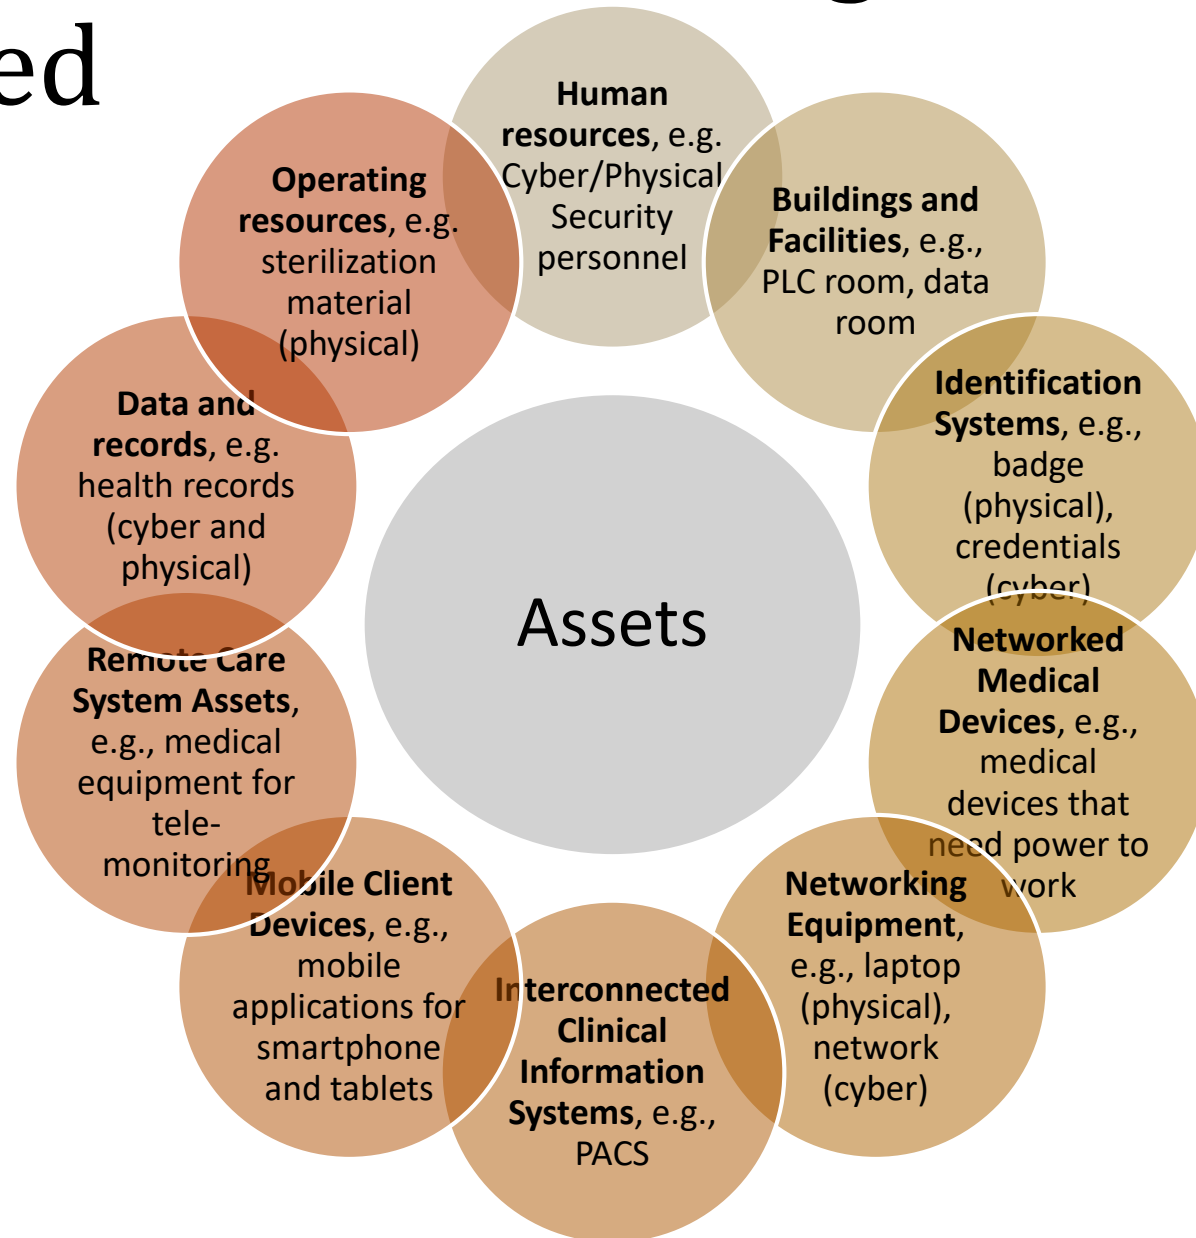 ed
Human
resources, e.g.
Cyber/Physical
Security
personnel
Buildings and
Facilities, e.g.,
PLC room, data
room
Identification
Systems, e.g.,
badge
(physical),
credentials
(cyber)
Networked
Medical
Devices, e.g.,
medical
devices that
need power to
work
Networking
Equipment,
e.g., laptop
(physical),
network
(cyber)
Interconnected
Clinical
Information
Systems, e.g.,
PACS
Mobile Client
Devices, e.g.,
mobile
applications for
smartphone
and tablets
Remote Care
System Assets,
e.g., medical
equipment for
tele-
monitoring
Data and
records, e.g.
health records
(cyber and
physical)
Operating
resources, e.g.
sterilization
material
(physical)
Assets